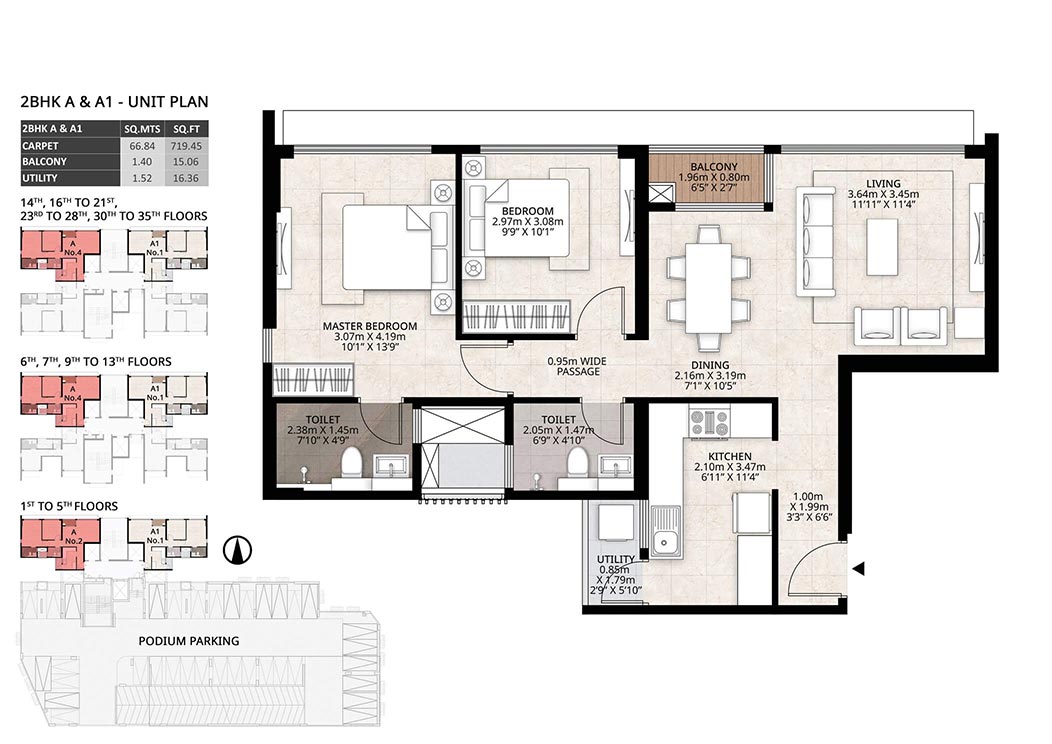 2BHK A & A1 - UNIT PLAN
2BHK A & A1 SQ.MTS SQ.FT
CARPET 66.84 719.45
BALCONY 1.40 15.06
UTILITY 1.52 16.36
14TH, 16TH TO 21ST,
23RD TO 28TH, 30TH TO 35TH FLOORS
A
No.4
A1
No.1
6TH, 7TH, 9TH TO 13TH FLOORS
A
No.4
A1
No.1
1ST TO 5TH FLOORS
A
No.2
A1
No.1
PODIUM PARKING
MASTER BEDROOM
3.07m X 4.19m
10'1" X 13'9"
BEDROOM
2.97m X 3.08m
9'9" X 10'1"
BALCONY
1.96m X 0.80m
6'5" X 2'7"
LIVING
3.64m X 3.45m
11'11" X 11'4"
0.95m WIDE
PASSAGE
DINING
2.16m X 3.19m
7'1" X 10'5"
TOILET
2.38m X 1.45m
7'10" X 4'9"
TOILET
2.05m X 1.47m
6'9" X 4'10"
KITCHEN
2.10m X 3.47m
6'11" X 11'4"
1.00m
X 1.99m
3'3" X 6'6"
UTILITY
0.85m
X 1.79m
2'9" X 5'10"